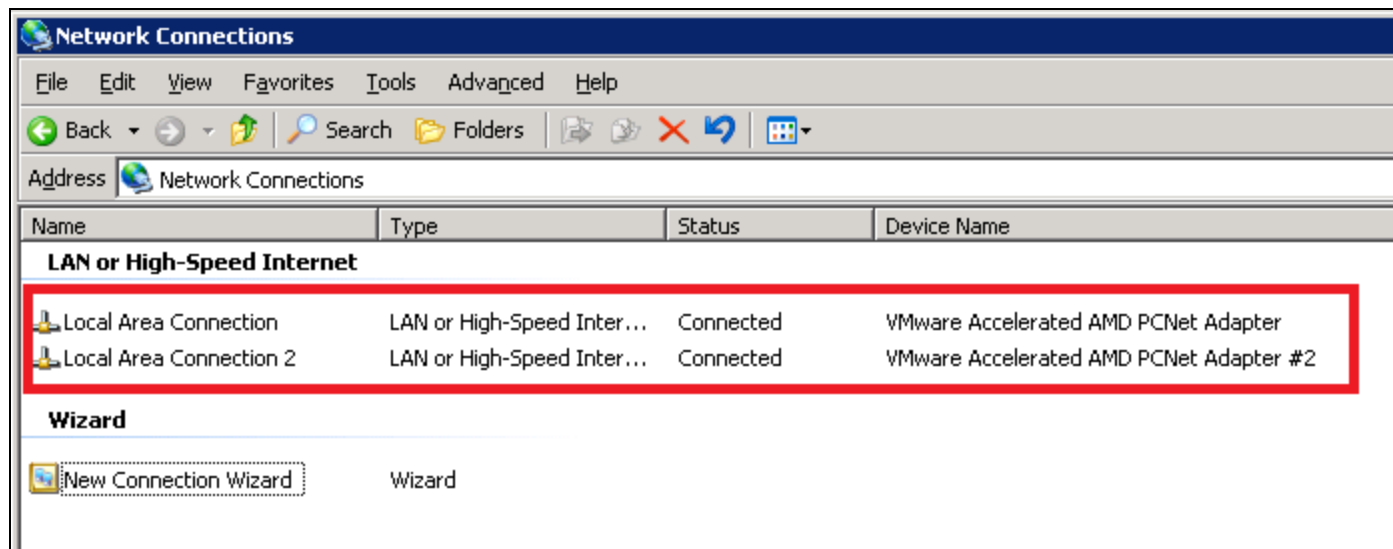 Network Connections
File Edit View Favorites Tools Advanced Help
Back Search Folders
Address Network Connections
Name Type Status Device Name
LAN or High-Speed Internet
Local Area Connection LAN or High-Speed Inter... Connected VMware Accelerated AMD PCNet Adapter
Local Area Connection 2 LAN or High-Speed Inter... Connected VMware Accelerated AMD PCNet Adapter #2
Wizard
New Connection Wizard Wizard